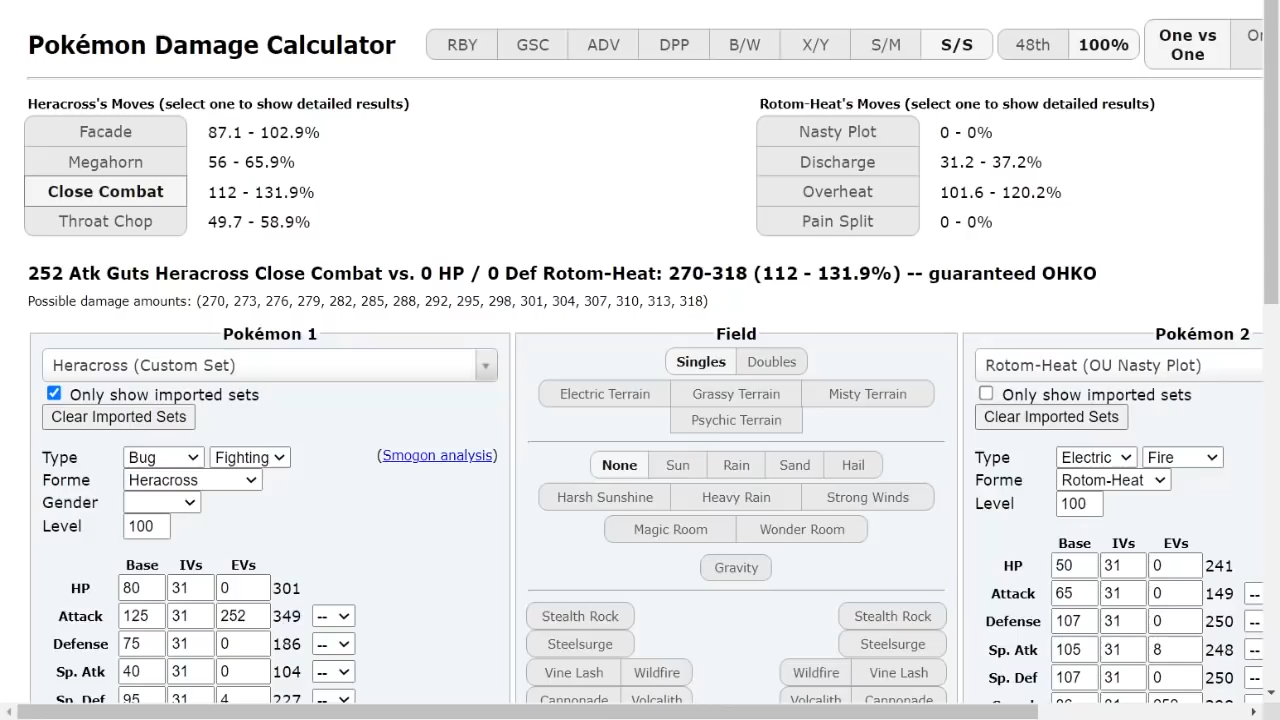 Pokémon Damage Calculator RBY GSC ADV DPP B/W X/Y S/M S/S 48th 100% One vs One
Heracross's Moves (select one to show detailed results) Rotom-Heat's Moves (select one to show detailed results)
Facade 87.1 - 102.9% Nasty Plot 0 - 0%
Megahorn 56 - 65.9% Discharge 31.2 - 37.2%
Close Combat 112 - 131.9% Overheat 101.6 - 120.2%
Throat Chop 49.7 - 58.9% Pain Split 0 - 0%
252 Atk Guts Heracross Close Combat vs. 0 HP / 0 Def Rotom-Heat: 270-318 (112 - 131.9%) -- guaranteed OHKO
Possible damage amounts: (270, 273, 276, 279, 282, 285, 288, 292, 295, 298, 301, 304, 307, 310, 313, 318)
Pokémon 1
Heracross (Custom Set)
Only show imported sets
Clear Imported Sets
Type Bug Fighting (Smogon analysis)
Forme Heracross
Gender
Level 100
Base IVs EVs
HP 80 31 0 301
Attack 125 31 252 349 --
Defense 75 31 0 186 --
Sp. Atk 40 31 0 104 --
Sp. Def 95 31 4 227
Field
Singles Doubles
Electric Terrain Grassy Terrain Misty Terrain
Psychic Terrain
None Sun Rain Sand Hail
Harsh Sunshine Heavy Rain Strong Winds
Magic Room Wonder Room
Gravity
Stealth Rock Stealth Rock
Steelsurge Steelsurge
Vine Lash Wildfire Wildfire Vine Lash
Cannonade Volcalith Volcalith Cannonade
Pokémon 2
Rotom-Heat (OU Nasty Plot)
Only show imported sets
Clear Imported Sets
Type Electric Fire
Forme Rotom-Heat
Level 100
Base IVs EVs
HP 50 31 0 241
Attack 65 31 0 149 --
Defense 107 31 0 250 --
Sp. Atk 105 31 8 248 --
Sp. Def 107 31 0 250 --